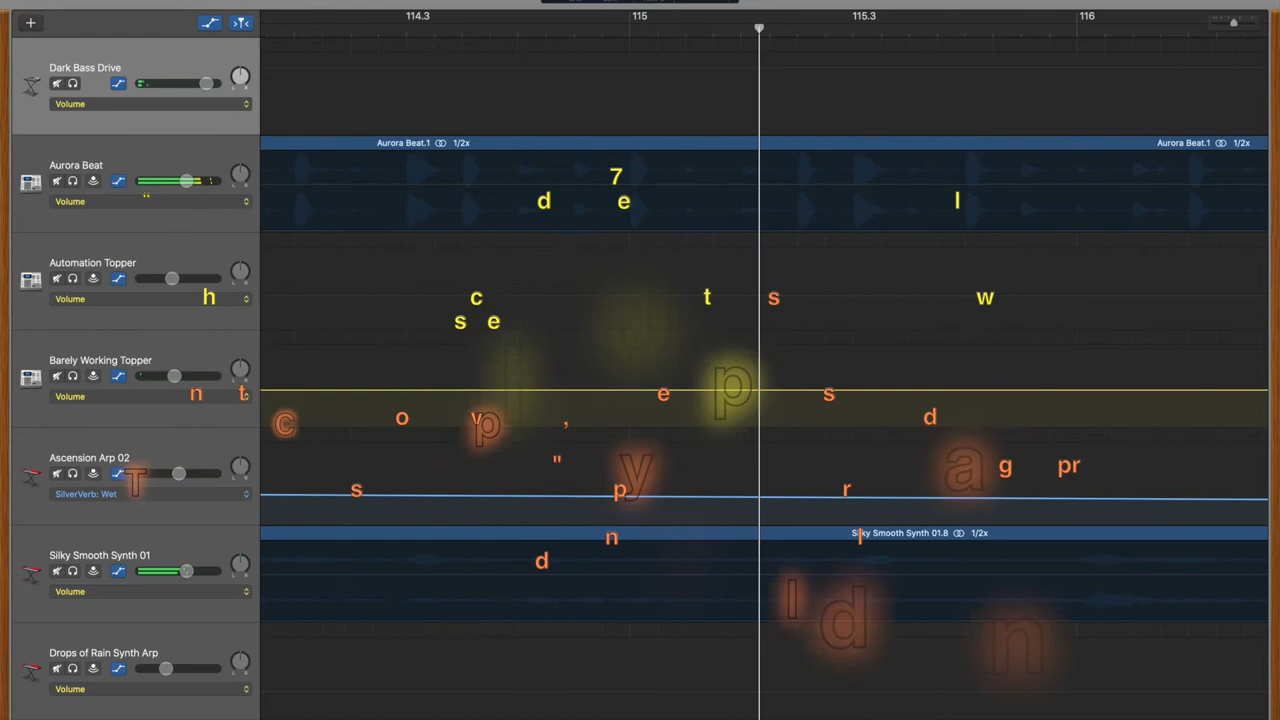 114.3 115 115.3 116
Dark Bass Drive
Volume
Aurora Beat.1 1/2x Aurora Beat.1 1/2x
Aurora Beat
L R
7
Volume
d e l
Automation Topper
L R
Volume
h c t s w
s e
Barely Working Topper
L R
p
Volume
n t e s
c o v p , d
Ascension Arp 02
L R
" y a g pr
T
SilverVerb: Wet
s p r
Silky Smooth Synth 01.8 1/2x
n l
Silky Smooth Synth 01
d
L R
Volume
l d n
Drops of Rain Synth Arp
L R
Volume